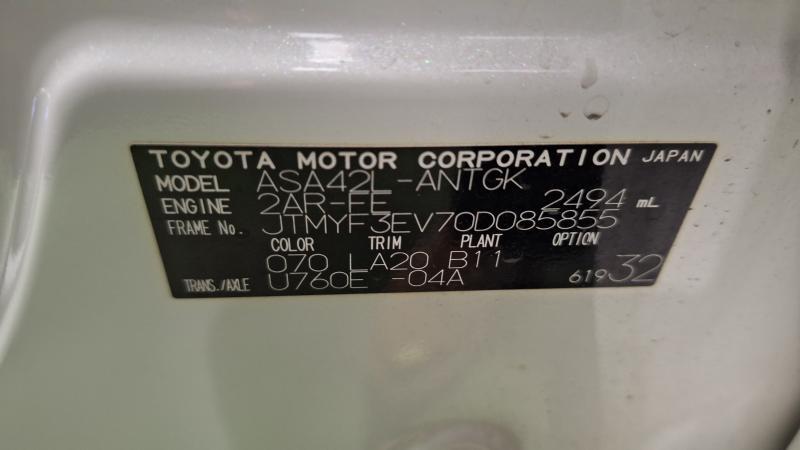 TOYOTA MOTOR CORPORATION JAPAN
MODEL ASA42L-ANTGK
ENGINE 2AR-FE 2494 mL
FRAME No. JTMYF3EV70D085855
COLOR TRIM PLANT OPTION
070 LA20 B11
TRANS./AXLE U760E -04A 619 32